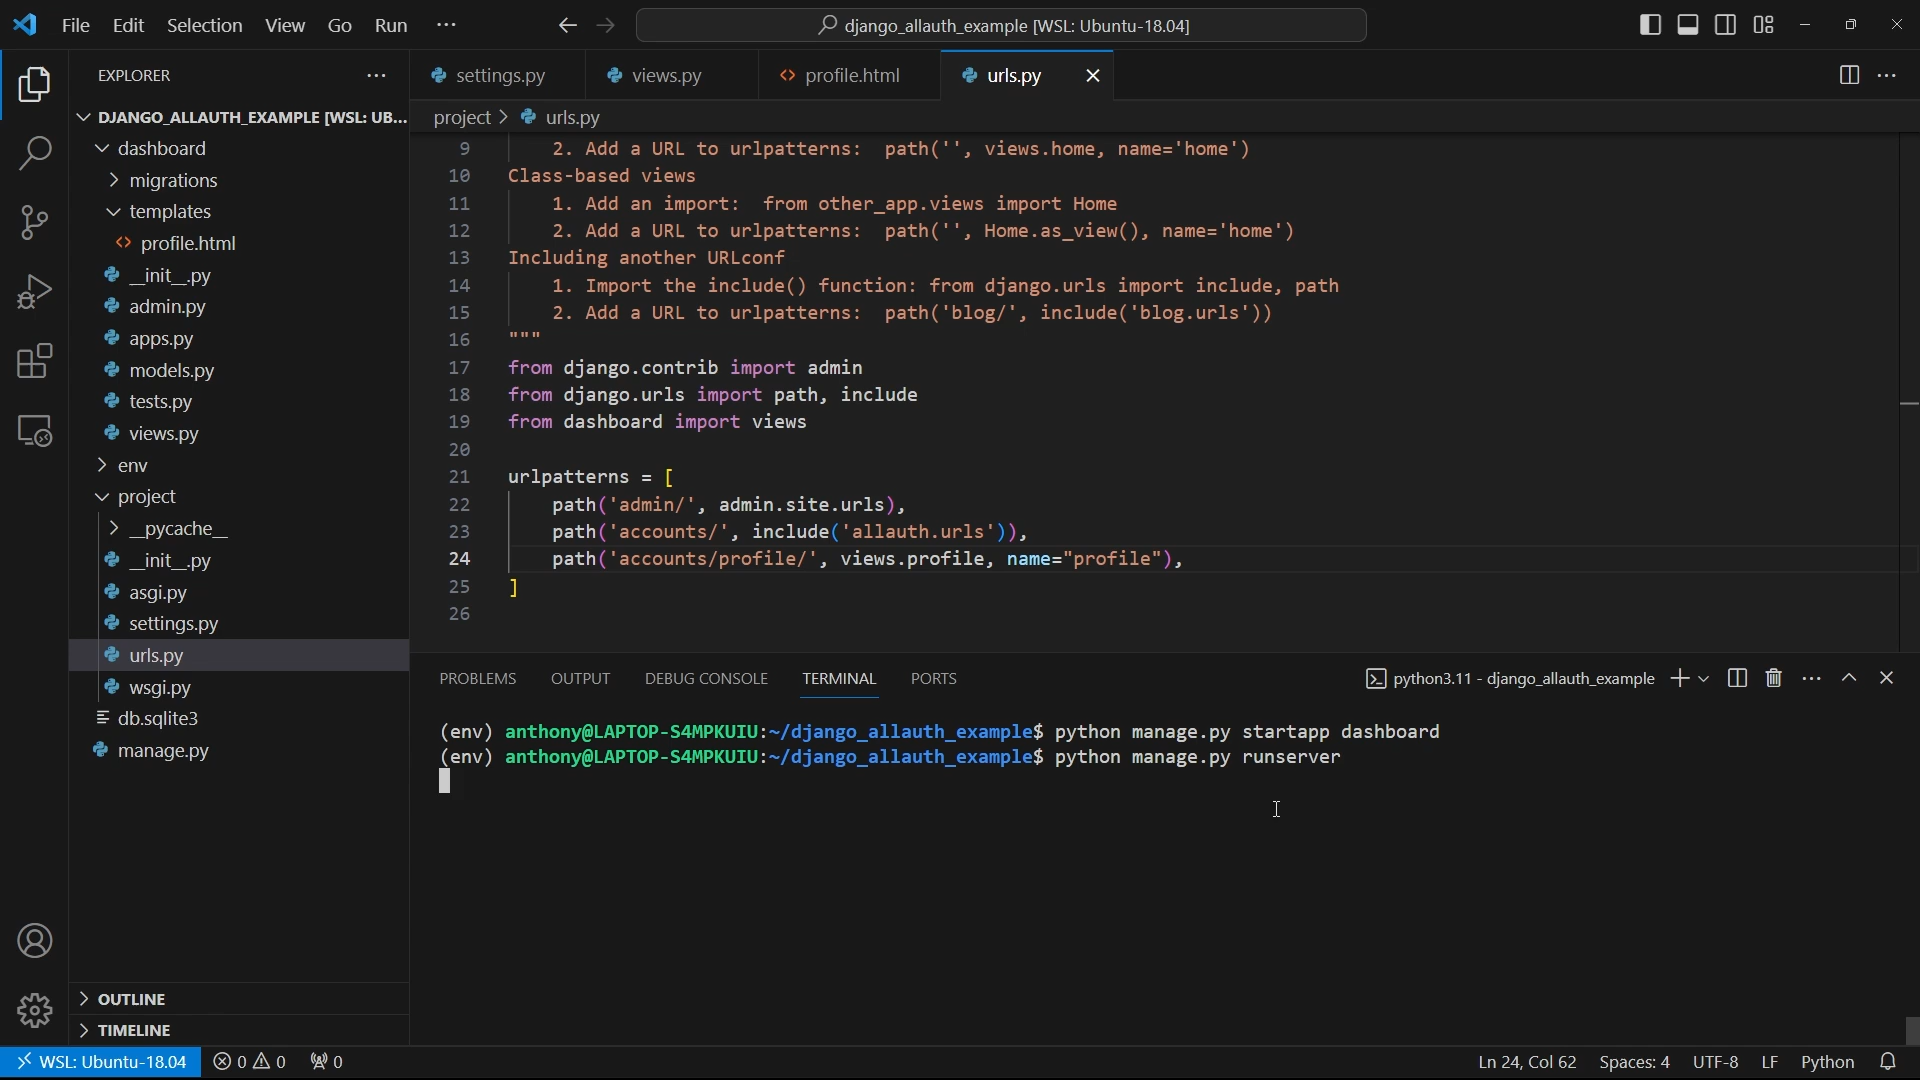 File Edit Selection View Go Run ···
django_allauth_example [WSL: Ubuntu-18.04]
EXPLORER
DJANGO_ALLAUTH_EXAMPLE [WSL: UB...
dashboard
migrations
templates
profile.html
__init__.py
admin.py
apps.py
models.py
tests.py
views.py
env
project
__pycache__
__init__.py
asgi.py
settings.py
urls.py
wsgi.py
db.sqlite3
manage.py
OUTLINE
TIMELINE
settings.py views.py profile.html urls.py
project > urls.py
9 2. Add a URL to urlpatterns:  path('', views.home, name='home')
10 Class-based views
11 1. Add an import:  from other_app.views import Home
12 2. Add a URL to urlpatterns:  path('', Home.as_view(), name='home')
13 Including another URLconf
14 1. Import the include() function: from django.urls import include, path
15 2. Add a URL to urlpatterns:  path('blog/', include('blog.urls'))
16 """
17 from django.contrib import admin
18 from django.urls import path, include
19 from dashboard import views
20
21 urlpatterns = [
22 path('admin/', admin.site.urls),
23 path('accounts/', include('allauth.urls')),
24 path('accounts/profile/', views.profile, name="profile"),
25 ]
26
PROBLEMS OUTPUT DEBUG CONSOLE TERMINAL PORTS
python3.11 - django_allauth_example
(env) anthony@LAPTOP-S4MPKUIU:~/django_allauth_example$ python manage.py startapp dashboard
(env) anthony@LAPTOP-S4MPKUIU:~/django_allauth_example$ python manage.py runserver
WSL: Ubuntu-18.04 0 0 0
Ln 24, Col 62 Spaces: 4 UTF-8 LF Python